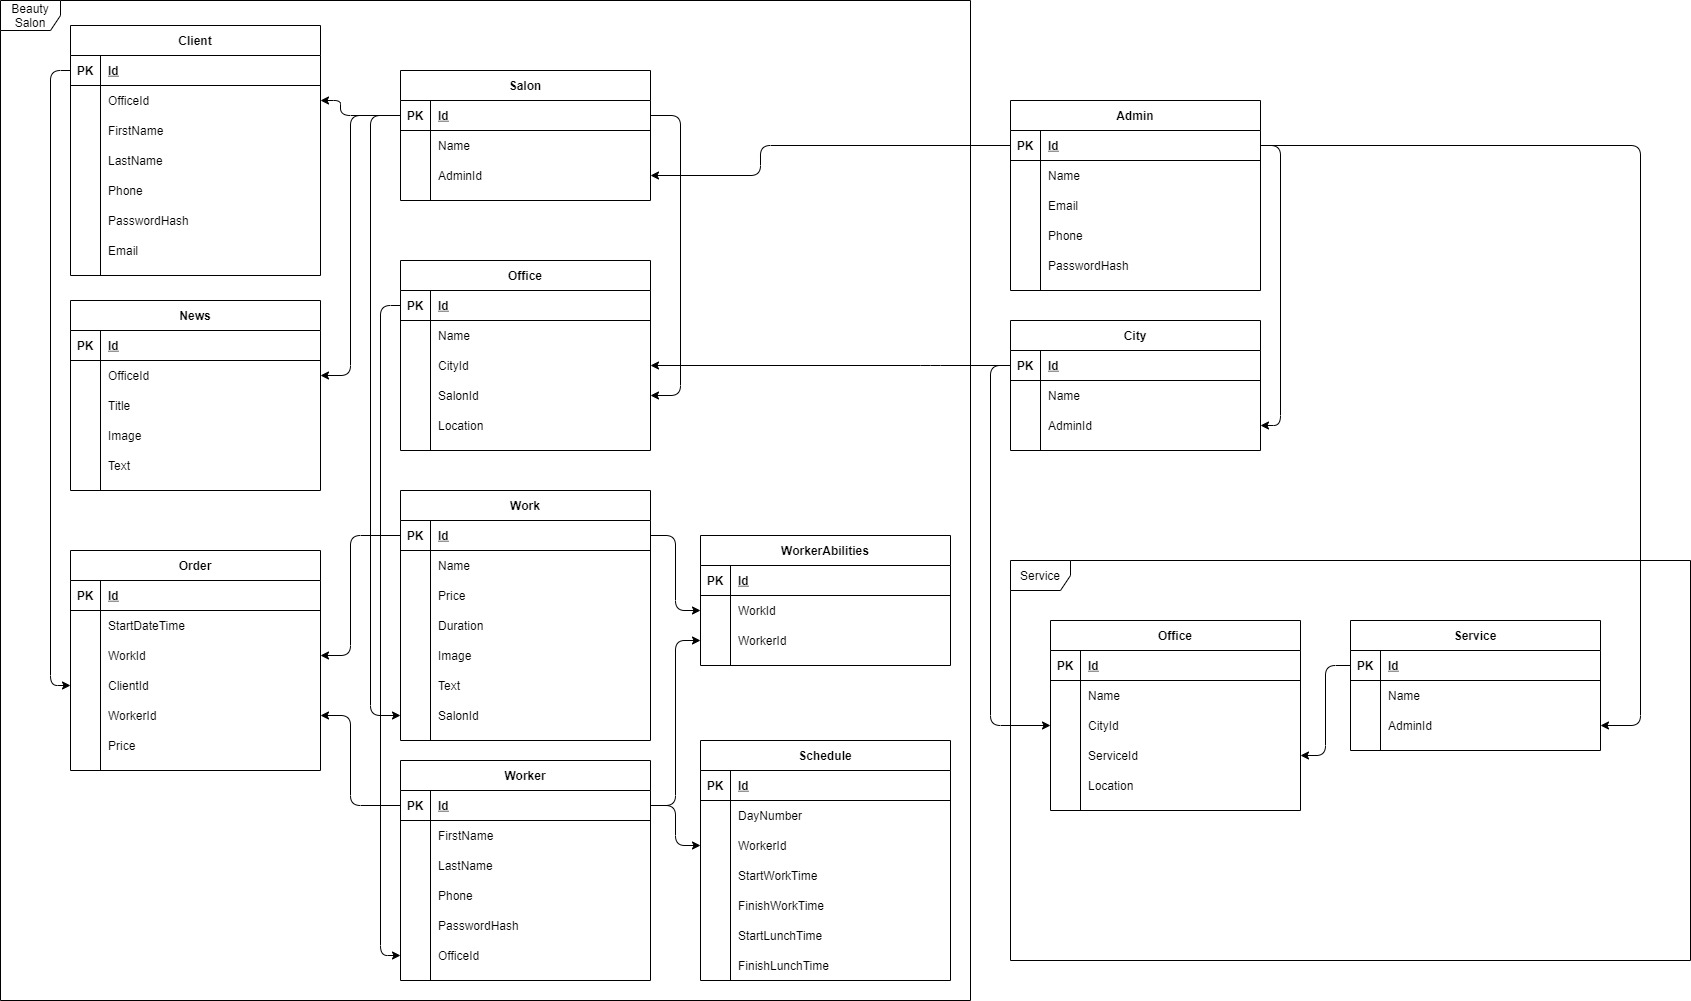 Beauty
Salon
Client
PK Id
OfficeId
FirstName
LastName
Phone
PasswordHash
Email
News
PK Id
OfficeId
Title
Image
Text
Order
PK Id
StartDateTime
WorkId
ClientId
WorkerId
Price
Salon
PK Id
Name
AdminId
Office
PK Id
Name
CityId
SalonId
Location
Work
PK Id
Name
Price
Duration
Image
Text
SalonId
Worker
PK Id
FirstName
LastName
Phone
PasswordHash
OfficeId
WorkerAbilities
PK Id
WorkId
WorkerId
Schedule
PK Id
DayNumber
WorkerId
StartWorkTime
FinishWorkTime
StartLunchTime
FinishLunchTime
Admin
PK Id
Name
Email
Phone
PasswordHash
City
PK Id
Name
AdminId
Service
Office
PK Id
Name
CityId
ServiceId
Location
Service
PK Id
Name
AdminId